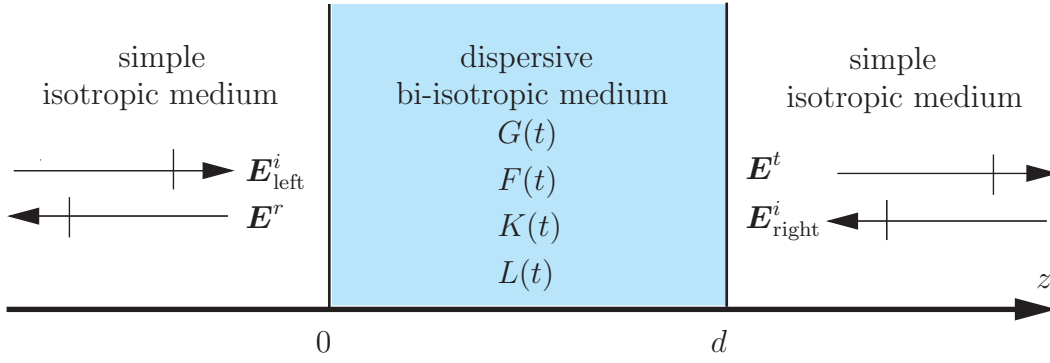 simple
isotropic medium
dispersive
bi-isotropic medium
G(t)
F(t)
K(t)
L(t)
simple
isotropic medium
E^i_left
E^r
E^t
E^i_right
z
0
d